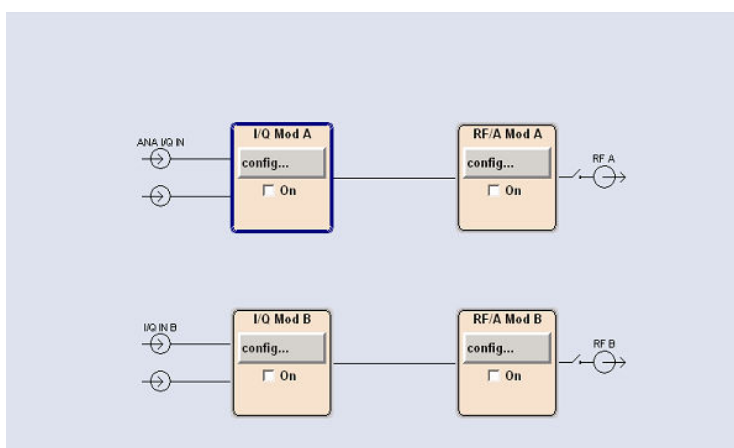 I/Q Mod A
RF/A Mod A
ANA I/Q IN
config...
config...
RF A
On
On
I/Q Mod B
RF/A Mod B
I/Q IN B
config...
config...
RF B
On
On